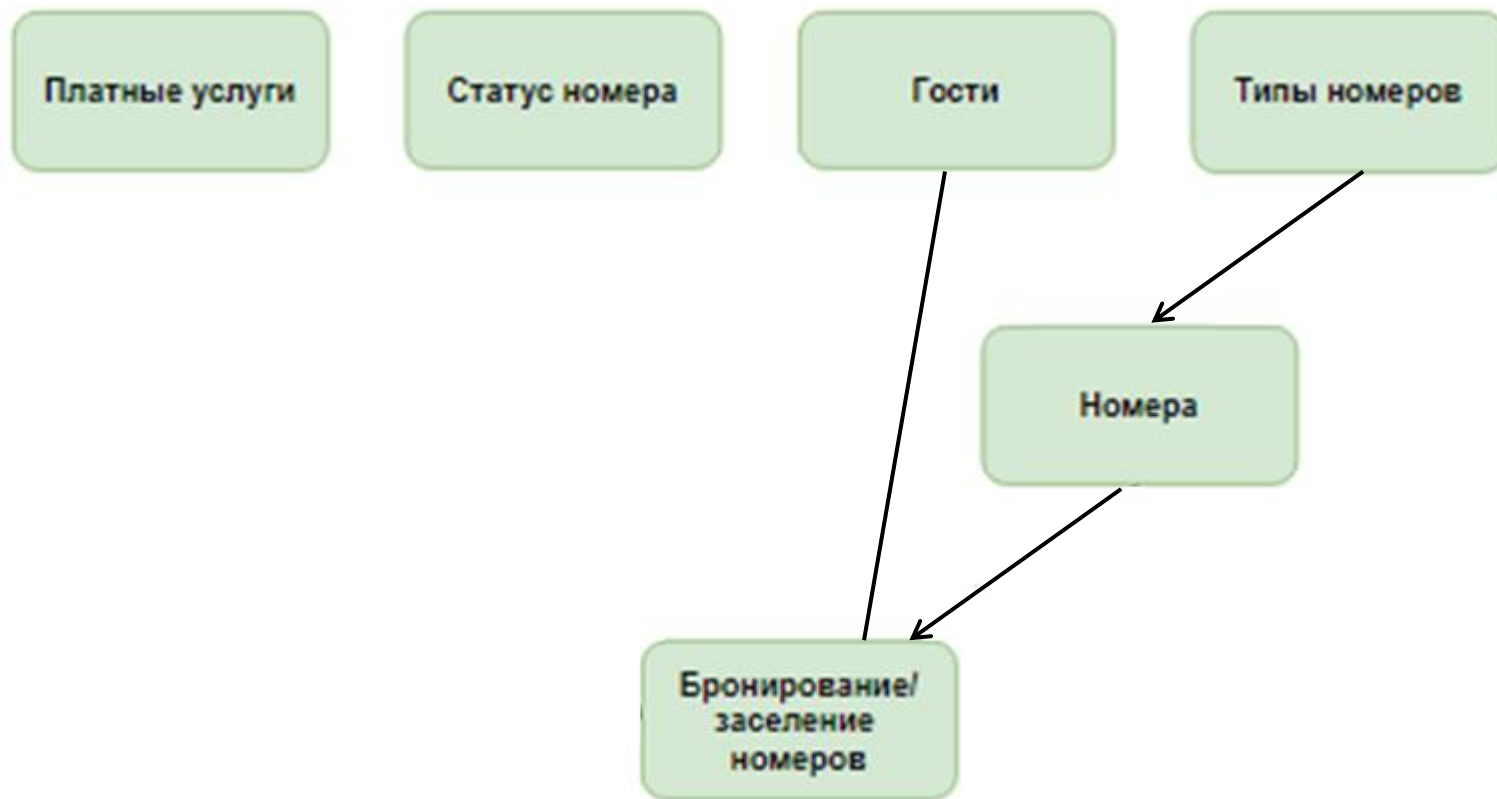 Платные услуги
Статус номера
Гости
Типы номеров
Номера
Бронирование/
заселение
номеров